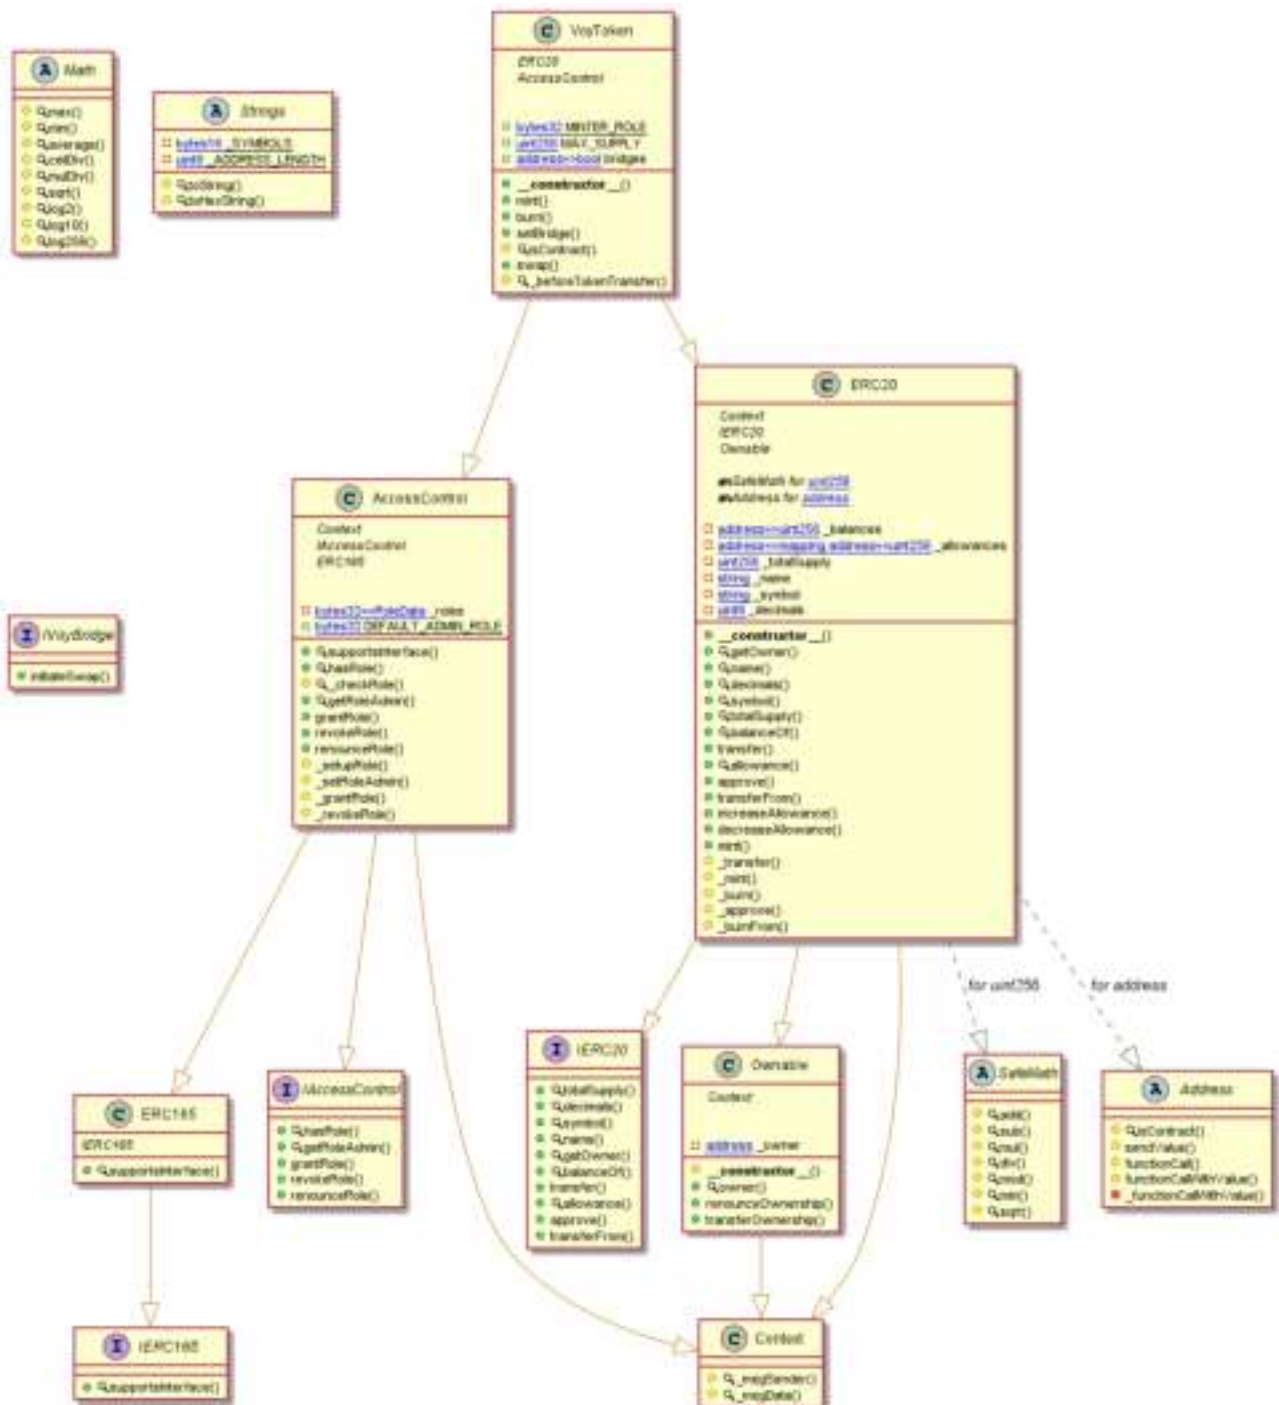 C VoyToken
ERC20
AccessControl
bytes32 MINTER_ROLE
uint256 MAX_SUPPLY
address=>bool bridges
__constructor__()
mint()
burn()
setBridge()
isContract()
swap()
_beforeTokenTransfer()
A Math
max()
min()
average()
ceilDiv()
mulDiv()
sqrt()
log2()
log10()
log256()
A Strings
bytes16 _SYMBOLS
uint8 _ADDRESS_LENGTH
toString()
toHexString()
C ERC20
Context
IERC20
Ownable
SafeMath for uint256
Address for address
address=>uint256 _balances
address=>mapping address=>uint256 _allowances
uint256 _totalSupply
string _name
string _symbol
uint8 _decimals
__constructor__()
getOwner()
name()
decimals()
symbol()
totalSupply()
balanceOf()
transfer()
allowance()
approve()
transferFrom()
increaseAllowance()
decreaseAllowance()
mint()
_transfer()
_mint()
_burn()
_approve()
_burnFrom()
C AccessControl
Context
IAccessControl
ERC165
bytes32=>RoleData _roles
bytes32 DEFAULT_ADMIN_ROLE
supportsInterface()
hasRole()
_checkRole()
getRoleAdmin()
grantRole()
revokeRole()
renounceRole()
_setupRole()
_setRoleAdmin()
_grantRole()
_revokeRole()
I IVoyBridge
initiateSwap()
for uint256
for address
I IERC20
totalSupply()
decimals()
symbol()
name()
getOwner()
balanceOf()
transfer()
allowance()
approve()
transferFrom()
C Ownable
Context
address _owner
__constructor__()
owner()
renounceOwnership()
transferOwnership()
A SafeMath
add()
sub()
mul()
div()
mod()
min()
sqrt()
A Address
isContract()
sendValue()
functionCall()
functionCallWithValue()
_functionCallWithValue()
I IAccessControl
hasRole()
getRoleAdmin()
grantRole()
revokeRole()
renounceRole()
C ERC165
IERC165
supportsInterface()
I IERC165
supportsInterface()
C Context
_msgSender()
_msgData()